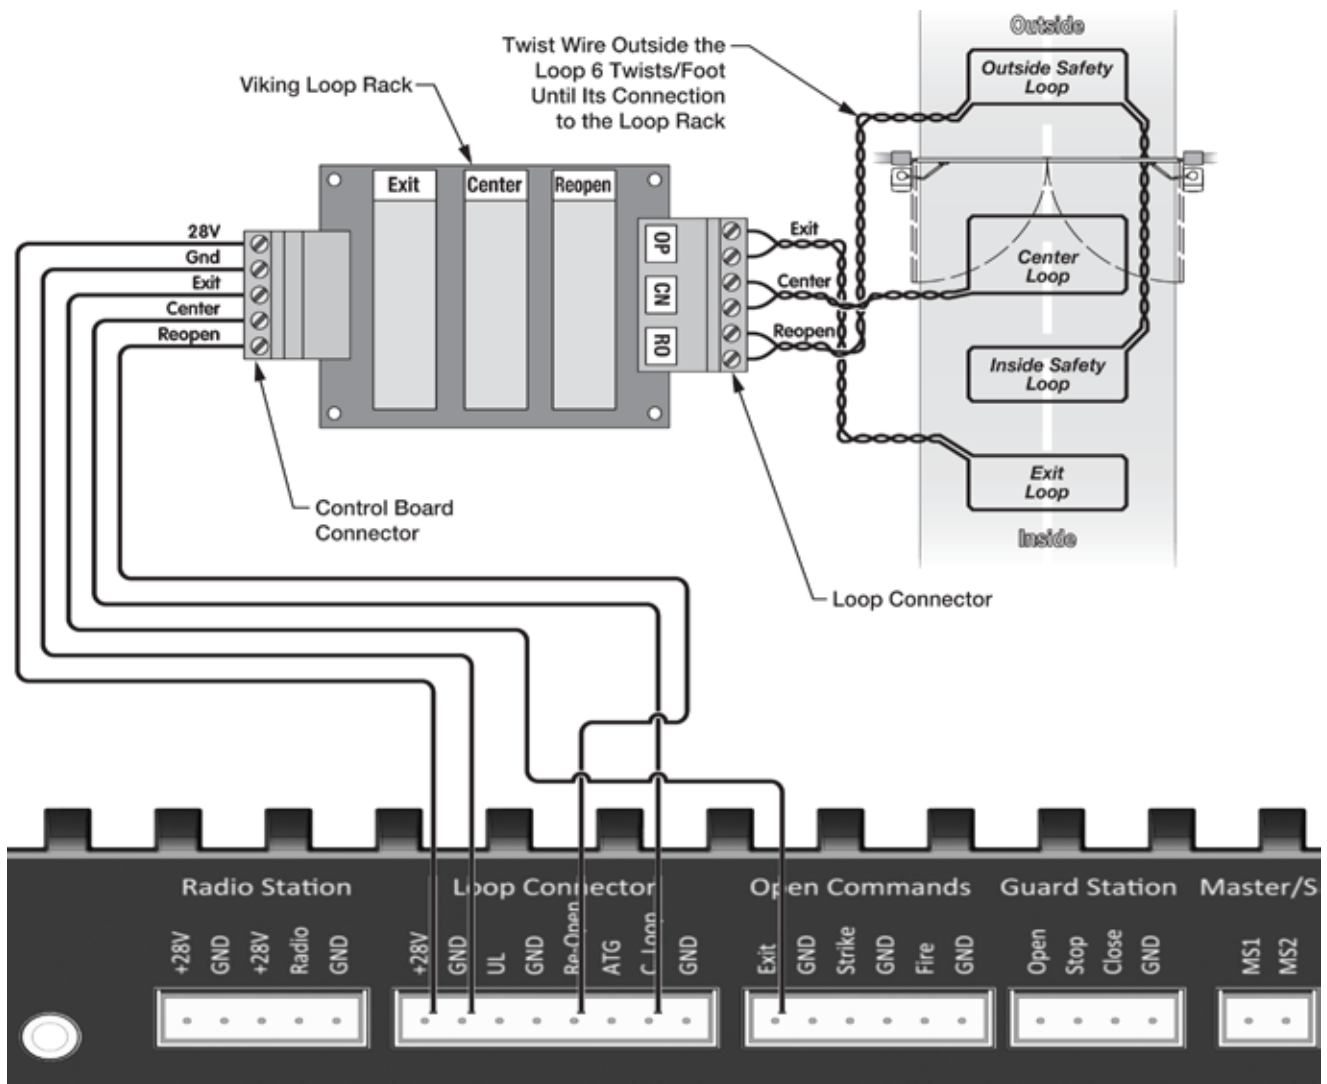 Outside
Twist Wire Outside the
Loop 6 Twists/Foot
Until Its Connection
to the Loop Rack
Outside Safety
Loop
Viking Loop Rack
Exit
Center
Reopen
28V
Gnd
Exit
Center
Reopen
OP
CN
RO
Exit
Center
Reopen
Center
Loop
Inside Safety
Loop
Exit
Loop
Inside
Control Board
Connector
Loop Connector
Radio Station
Loop Connector
Open Commands
Guard Station
Master/S
+28V
GND
+28V
Radio
GND
+28V
GND
UL
GND
Re-Open
ATG
C_Loop
GND
Exit
GND
Strike
GND
Fire
GND
Open
Stop
Close
GND
MS1
MS2